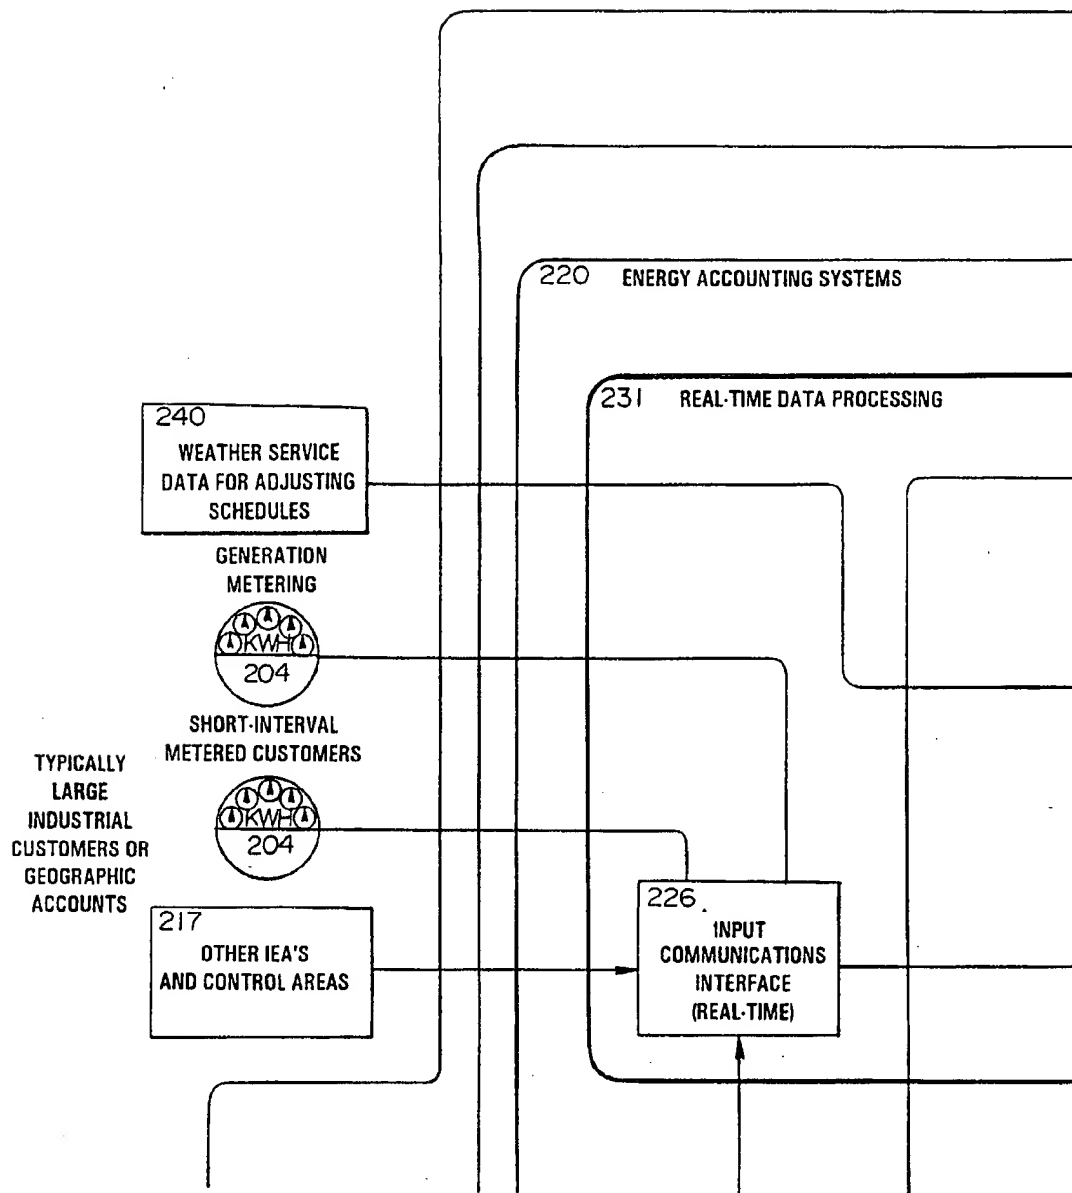 220 ENERGY ACCOUNTING SYSTEMS
231 REAL-TIME DATA PROCESSING
240
WEATHER SERVICE
DATA FOR ADJUSTING
SCHEDULES
GENERATION
METERING
KWH
204
SHORT-INTERVAL
METERED CUSTOMERS
TYPICALLY
LARGE
INDUSTRIAL
CUSTOMERS OR
GEOGRAPHIC
ACCOUNTS
KWH
204
217
OTHER IEA'S
AND CONTROL AREAS
226
INPUT
COMMUNICATIONS
INTERFACE
(REAL-TIME)